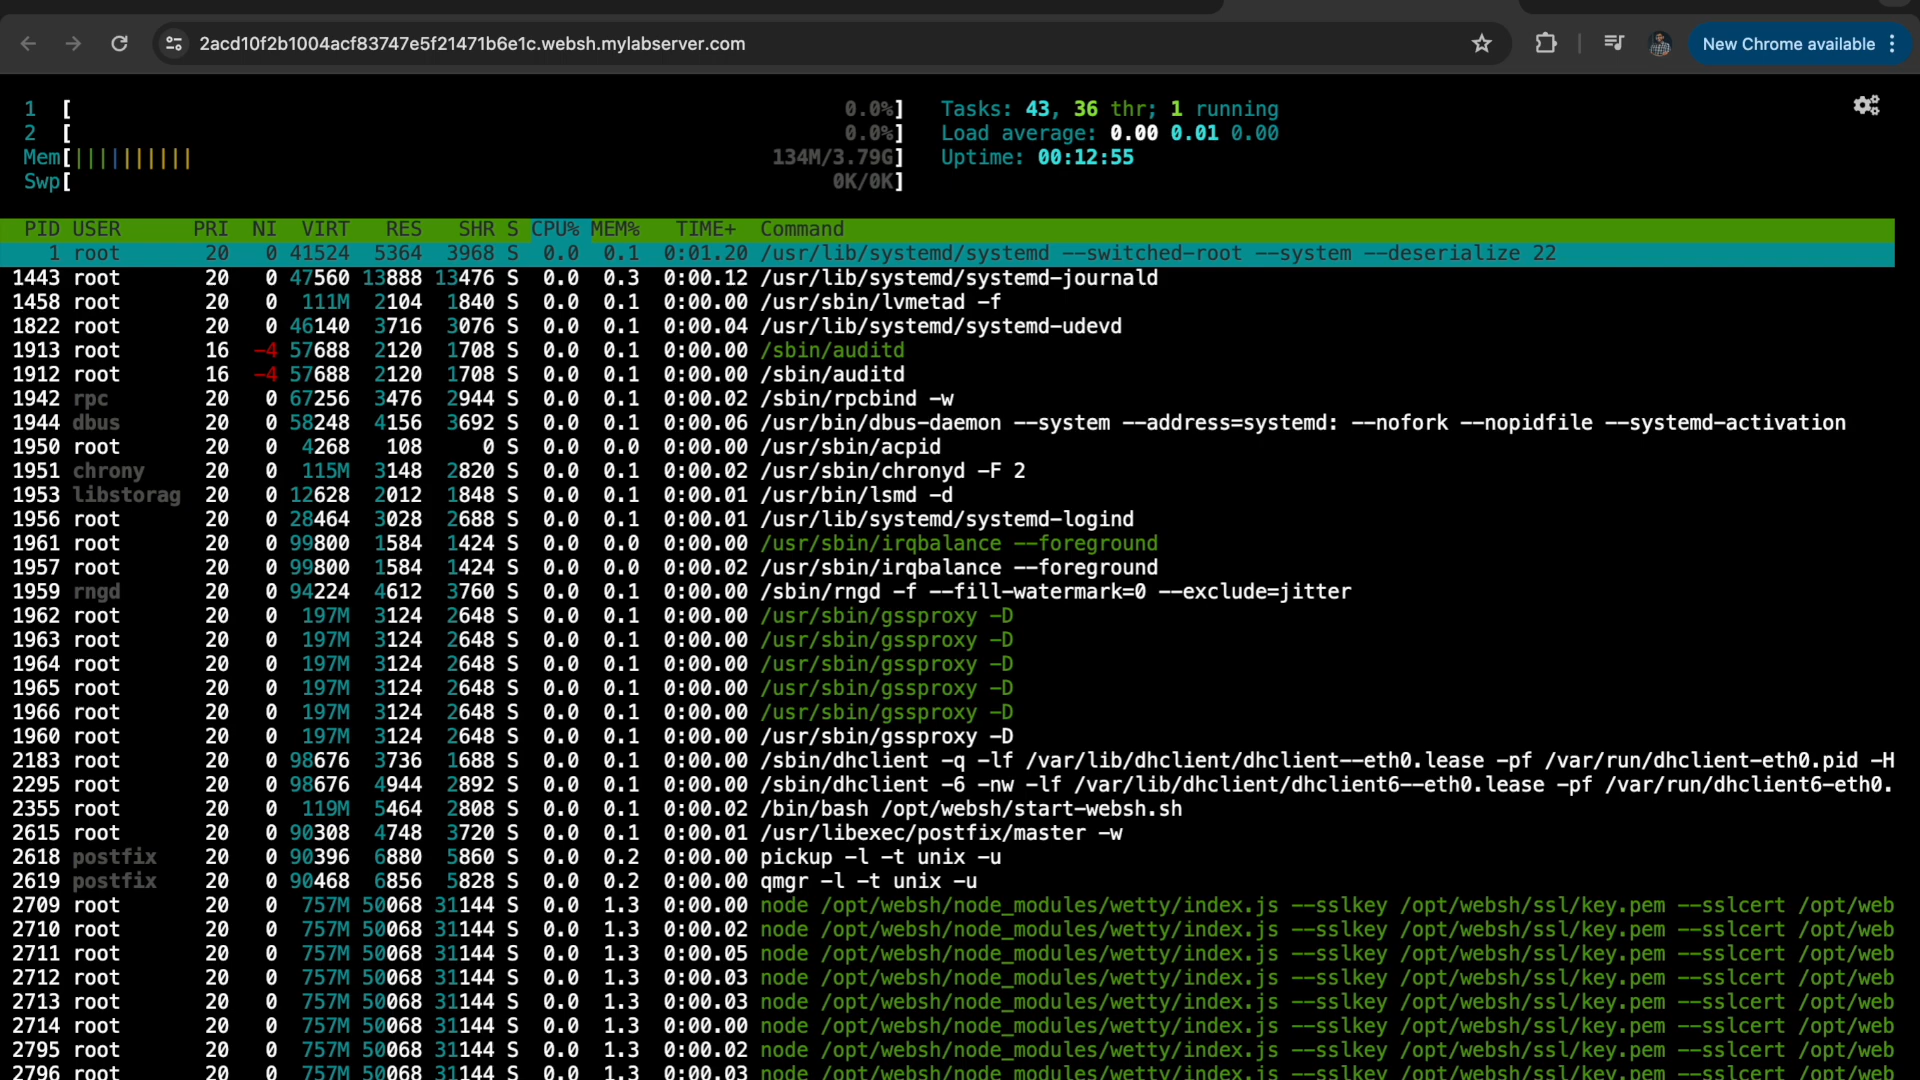 2acd10f2b1004acf83747e5f21471b6e1c.websh.mylabserver.com
New Chrome available
1 [ 0.0%] Tasks: 43, 36 thr; 1 running
2 [ 0.0%] Load average: 0.00 0.01 0.00
Mem[|||||||||| 134M/3.79G] Uptime: 00:12:55
Swp[ 0K/0K]
PID USER PRI NI VIRT RES SHR S CPU% MEM% TIME+ Command
1 root 20 0 41524 5364 3968 S 0.0 0.1 0:01.20 /usr/lib/systemd/systemd --switched-root --system --deserialize 22
1443 root 20 0 47560 13888 13476 S 0.0 0.3 0:00.12 /usr/lib/systemd/systemd-journald
1458 root 20 0 111M 2104 1840 S 0.0 0.1 0:00.00 /usr/sbin/lvmetad -f
1822 root 20 0 46140 3716 3076 S 0.0 0.1 0:00.04 /usr/lib/systemd/systemd-udevd
1913 root 16 -4 57688 2120 1708 S 0.0 0.1 0:00.00 /sbin/auditd
1912 root 16 -4 57688 2120 1708 S 0.0 0.1 0:00.00 /sbin/auditd
1942 rpc 20 0 67256 3476 2944 S 0.0 0.1 0:00.02 /sbin/rpcbind -w
1944 dbus 20 0 58248 4156 3692 S 0.0 0.1 0:00.06 /usr/bin/dbus-daemon --system --address=systemd: --nofork --nopidfile --systemd-activation
1950 root 20 0 4268 108 0 S 0.0 0.0 0:00.00 /usr/sbin/acpid
1951 chrony 20 0 115M 3148 2820 S 0.0 0.1 0:00.02 /usr/sbin/chronyd -F 2
1953 libstorag 20 0 12628 2012 1848 S 0.0 0.1 0:00.01 /usr/bin/lsmd -d
1956 root 20 0 28464 3028 2688 S 0.0 0.1 0:00.01 /usr/lib/systemd/systemd-logind
1961 root 20 0 99800 1584 1424 S 0.0 0.0 0:00.00 /usr/sbin/irqbalance --foreground
1957 root 20 0 99800 1584 1424 S 0.0 0.0 0:00.02 /usr/sbin/irqbalance --foreground
1959 rngd 20 0 94224 4612 3760 S 0.0 0.1 0:00.00 /sbin/rngd -f --fill-watermark=0 --exclude=jitter
1962 root 20 0 197M 3124 2648 S 0.0 0.1 0:00.00 /usr/sbin/gssproxy -D
1963 root 20 0 197M 3124 2648 S 0.0 0.1 0:00.00 /usr/sbin/gssproxy -D
1964 root 20 0 197M 3124 2648 S 0.0 0.1 0:00.00 /usr/sbin/gssproxy -D
1965 root 20 0 197M 3124 2648 S 0.0 0.1 0:00.00 /usr/sbin/gssproxy -D
1966 root 20 0 197M 3124 2648 S 0.0 0.1 0:00.00 /usr/sbin/gssproxy -D
1960 root 20 0 197M 3124 2648 S 0.0 0.1 0:00.00 /usr/sbin/gssproxy -D
2183 root 20 0 98676 3736 1688 S 0.0 0.1 0:00.00 /sbin/dhclient -q -lf /var/lib/dhclient/dhclient--eth0.lease -pf /var/run/dhclient-eth0.pid -H
2295 root 20 0 98676 4944 2892 S 0.0 0.1 0:00.00 /sbin/dhclient -6 -nw -lf /var/lib/dhclient/dhclient6--eth0.lease -pf /var/run/dhclient6-eth0.
2355 root 20 0 119M 5464 2808 S 0.0 0.1 0:00.02 /bin/bash /opt/websh/start-websh.sh
2615 root 20 0 90308 4748 3720 S 0.0 0.1 0:00.01 /usr/libexec/postfix/master -w
2618 postfix 20 0 90396 6880 5860 S 0.0 0.2 0:00.00 pickup -l -t unix -u
2619 postfix 20 0 90468 6856 5828 S 0.0 0.2 0:00.00 qmgr -l -t unix -u
2709 root 20 0 757M 50068 31144 S 0.0 1.3 0:00.00 node /opt/websh/node_modules/wetty/index.js --sslkey /opt/websh/ssl/key.pem --sslcert /opt/web
2710 root 20 0 757M 50068 31144 S 0.0 1.3 0:00.02 node /opt/websh/node_modules/wetty/index.js --sslkey /opt/websh/ssl/key.pem --sslcert /opt/web
2711 root 20 0 757M 50068 31144 S 0.0 1.3 0:00.05 node /opt/websh/node_modules/wetty/index.js --sslkey /opt/websh/ssl/key.pem --sslcert /opt/web
2712 root 20 0 757M 50068 31144 S 0.0 1.3 0:00.03 node /opt/websh/node_modules/wetty/index.js --sslkey /opt/websh/ssl/key.pem --sslcert /opt/web
2713 root 20 0 757M 50068 31144 S 0.0 1.3 0:00.03 node /opt/websh/node_modules/wetty/index.js --sslkey /opt/websh/ssl/key.pem --sslcert /opt/web
2714 root 20 0 757M 50068 31144 S 0.0 1.3 0:00.00 node /opt/websh/node_modules/wetty/index.js --sslkey /opt/websh/ssl/key.pem --sslcert /opt/web
2795 root 20 0 757M 50068 31144 S 0.0 1.3 0:00.02 node /opt/websh/node_modules/wetty/index.js --sslkey /opt/websh/ssl/key.pem --sslcert /opt/web
2796 root 20 0 757M 50068 31144 S 0.0 1.3 0:00.03 node /opt/websh/node_modules/wetty/index.js --sslkey /opt/websh/ssl/key.pem --sslcert /opt/web